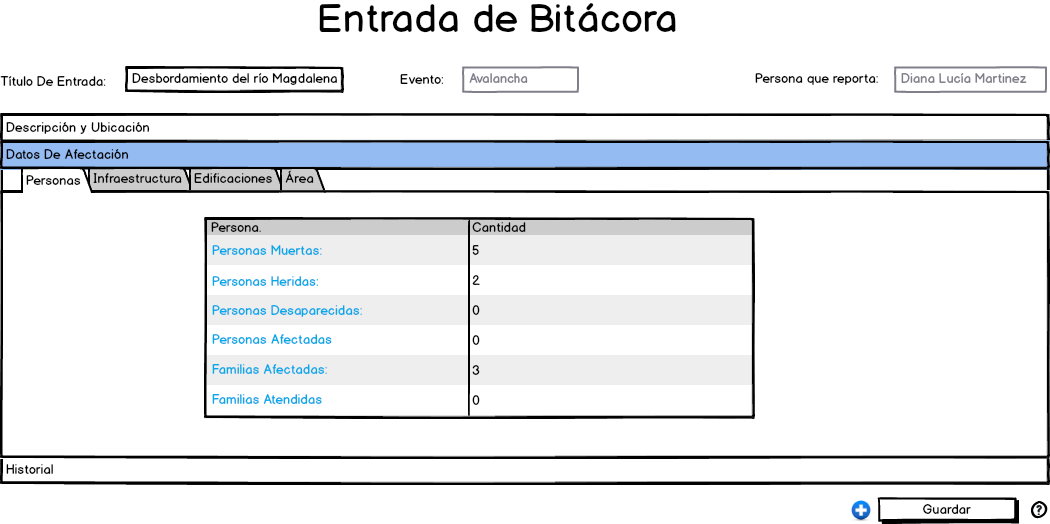 Entrada de Bitácora
Título De Entrada: Desbordamiento del río Magdalena Evento: Avalancha Persona que reporta: Diana Lucía Martinez
Descripción y Ubicación
Datos De Afectación
Personas Infraestructura Edificaciones Área
Persona. Cantidad
Personas Muertas: 5
Personas Heridas: 2
Personas Desaparecidas: 0
Personas Afectadas 0
Familias Afectadas: 3
Familias Atendidas 0
Historial
Guardar ?